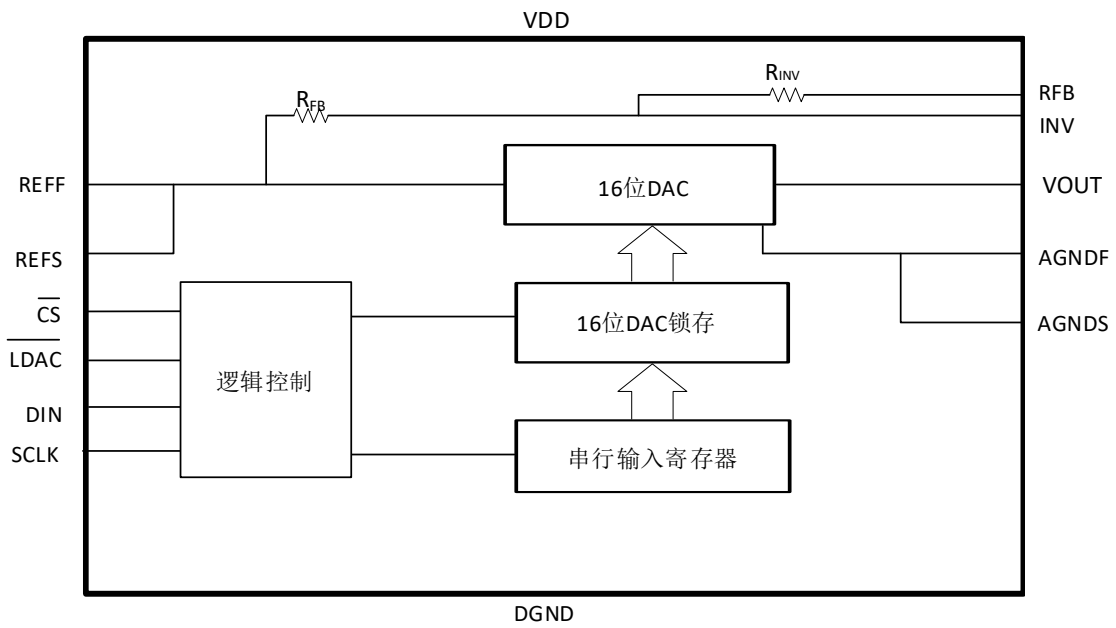 VDD
RINV
RFB
RFB
INV
REFF
16位DAC
VOUT
REFS
AGNDF
CS
16位DAC锁存
AGNDS
LDAC
逻辑控制
DIN
SCLK
串行输入寄存器
DGND